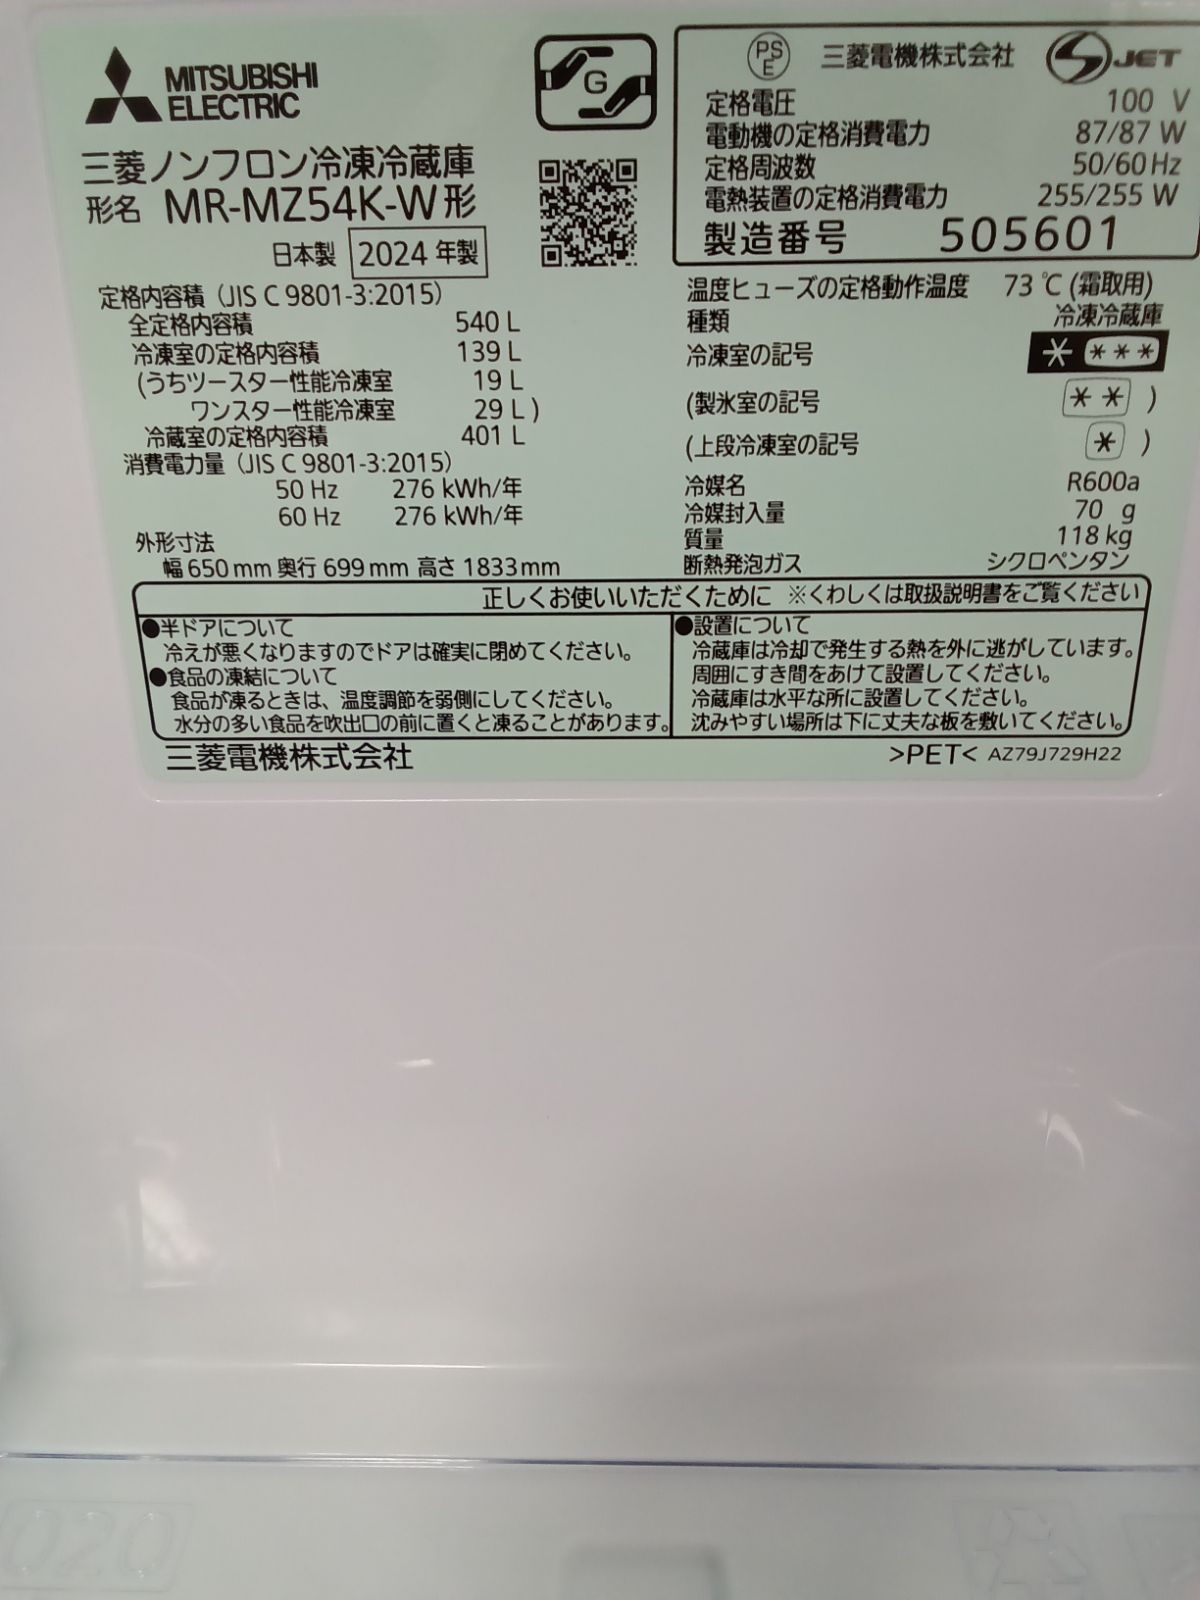 MITSUBISHI
ELECTRIC
G
三菱ノンフロン冷凍冷蔵庫
形名 MR-MZ54K-W形
日本製 2024年製
定格内容積(JIS C 9801-3:2015)
全定格内容積 540 L
冷凍室の定格内容積 139 L
(うちツースター性能冷凍室 19 L
ワンスター性能冷凍室 29 L)
冷蔵室の定格内容積 401 L
消費電力量(JIS C 9801-3:2015)
50 Hz 276 kWh/年
60 Hz 276 kWh/年
外形寸法
幅650mm 奥行699mm 高さ1833mm
PSE 三菱電機株式会社 S JET
定格電圧 100 V
電動機の定格消費電力 87/87 W
定格周波数 50/60 Hz
電熱装置の定格消費電力 255/255 W
製造番号 505601
温度ヒューズの定格動作温度 73℃(霜取用)
種類 冷凍冷蔵庫
冷凍室の記号 * ***
(製氷室の記号 ** )
(上段冷凍室の記号 * )
冷媒名 R600a
冷媒封入量 70 g
質量 118 kg
断熱発泡ガス シクロペンタン
正しくお使いいただくために ※くわしくは取扱説明書をご覧ください
●半ドアについて
冷えが悪くなりますのでドアは確実に閉めてください。
●食品の凍結について
食品が凍るときは、温度調節を弱側にしてください。
水分の多い食品を吹出口の前に置くと凍ることがあります。
●設置について
冷蔵庫は冷却で発生する熱を外に逃がしています。
周囲にすき間をあけて設置してください。
冷蔵庫は水平な所に設置してください。
沈みやすい場所は下に丈夫な板を敷いてください。
三菱電機株式会社
>PET< AZ79J729H22
020